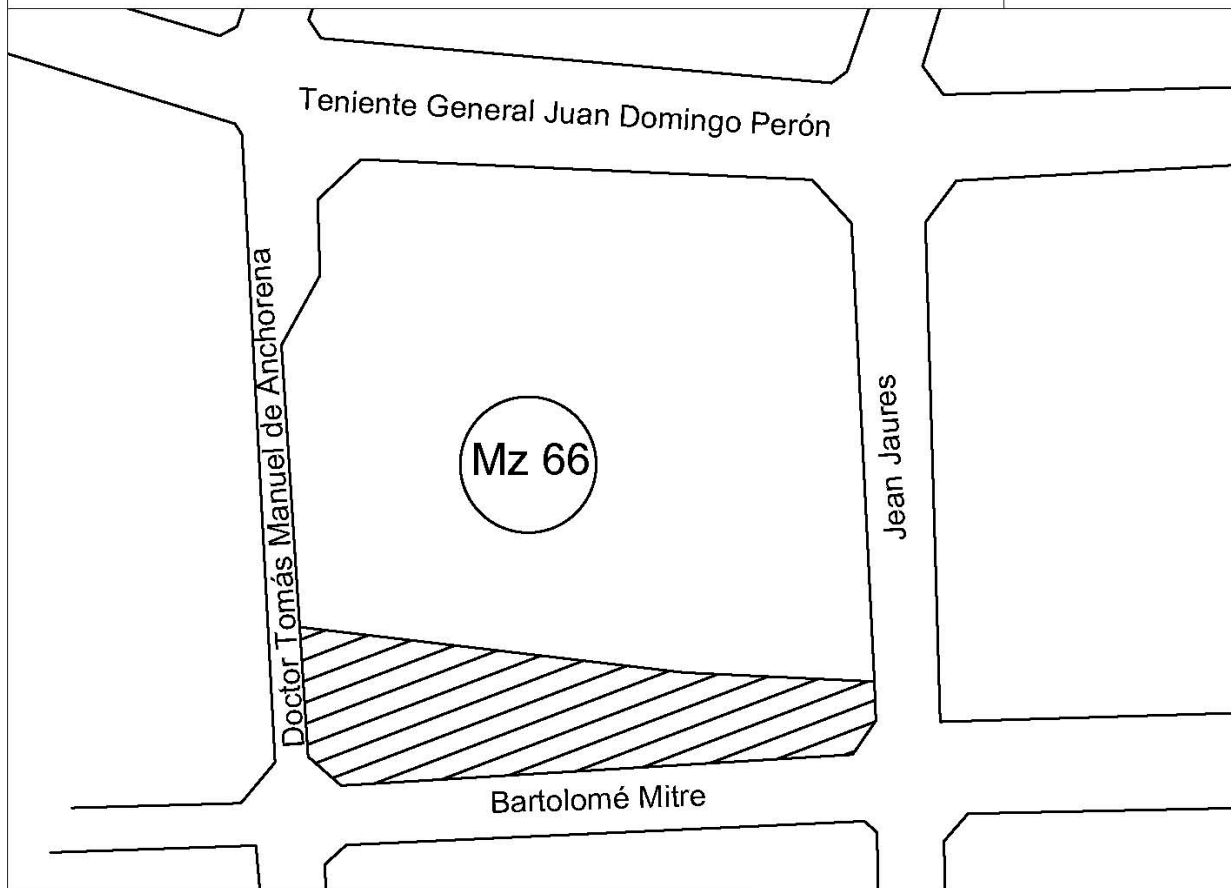 Teniente General Juan Domingo Perón
Doctor Tomás Manuel de Anchorena
Mz 66
Jean Jaures
Bartolomé Mitre